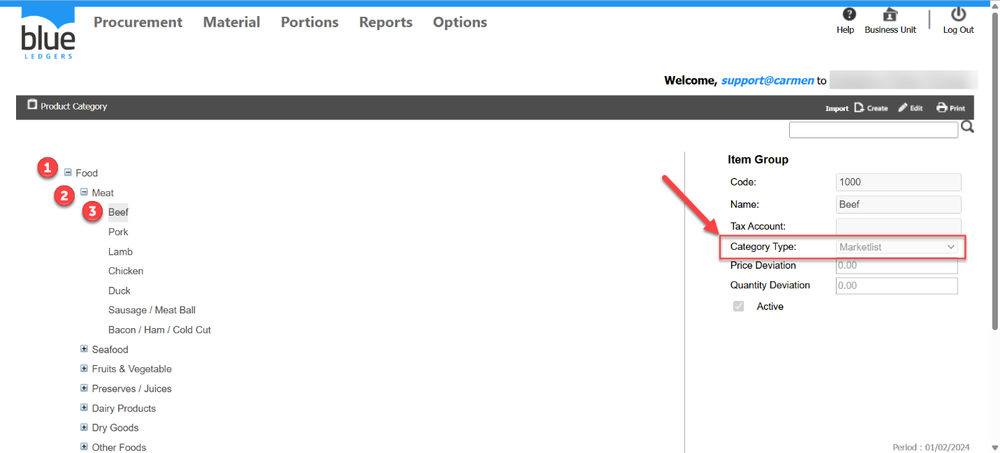 blue
LEDGERS
Procurement Material Portions Reports Options
Help Business Unit Log Out
Welcome, support@carmen to
Product Category
Import Create Edit Print
1 Food
2 Meat
3 Beef
Pork
Lamb
Chicken
Duck
Sausage / Meat Ball
Bacon / Ham / Cold Cut
Seafood
Fruits & Vegetable
Preserves / Juices
Dairy Products
Dry Goods
Other Foods
Item Group
Code: 1000
Name: Beef
Tax Account:
Category Type: Marketlist
Price Deviation 0.00
Quantity Deviation 0.00
Active
Period : 01/02/2024